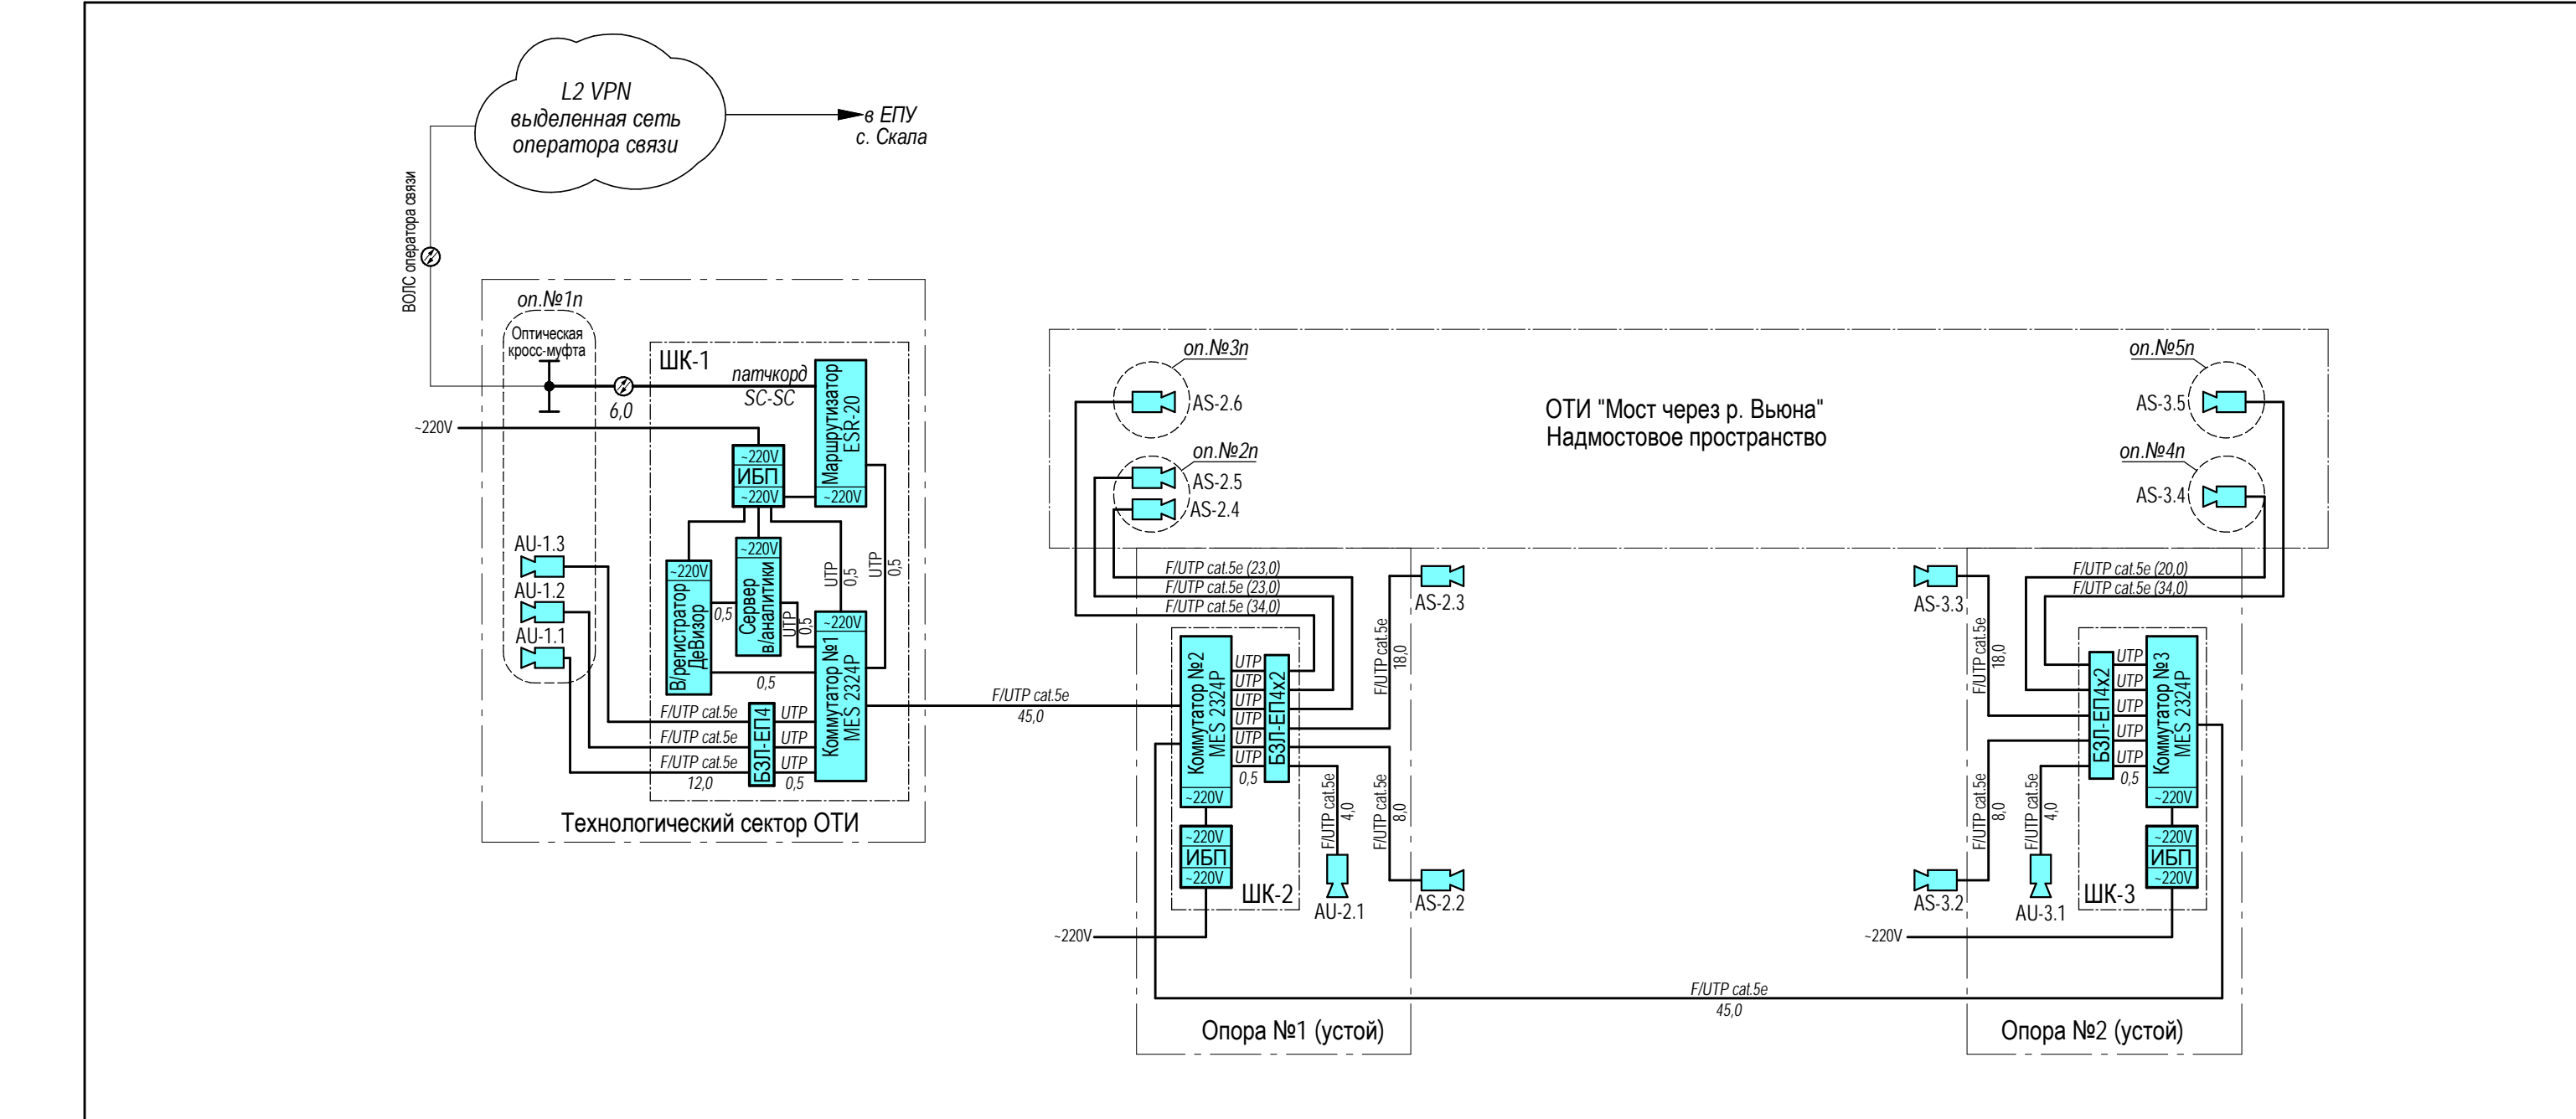 L2 VPN
выделенная сеть
оператора связи
в ЕПУ
с. Скала
ВОЛС оператора связи
оп.№1п
Оптическая
кросс-муфта
6,0
ШК-1
патчкорд
SC-SC
Маршрутизатор
ESR-20
~220V
~220V
~220V
ИБП
~220V
AU-1.3
AU-1.2
AU-1.1
~220V
В/регистратор
ДеВизор
~220V
Сервер
в/аналитики
0,5
UTP
0,5
UTP
0,5
UTP
0,5
~220V
Коммутатор №1
MES 2324P
0,5
F/UTP cat.5e
F/UTP cat.5e
F/UTP cat.5e
12,0
БЗЛ-ЕП4
UTP
UTP
UTP
0,5
Технологический сектор ОТИ
F/UTP cat.5e
45,0
оп.№3п
AS-2.6
оп.№2п
AS-2.5
AS-2.4
ОТИ "Мост через р. Вьюна"
Надмостовое пространство
оп.№5п
AS-3.5
оп.№4п
AS-3.4
F/UTP cat.5e (23,0)
F/UTP cat.5e (23,0)
F/UTP cat.5e (34,0)
Коммутатор №2
MES 2324P
~220V
UTP
UTP
UTP
UTP
UTP
UTP
0,5
БЗЛ-ЕП4х2
F/UTP cat.5e
18,0
AS-2.3
F/UTP cat.5e
4,0
F/UTP cat.5e
8,0
~220V
ИБП
~220V
ШК-2
AU-2.1
AS-2.2
~220V
Опора №1 (устой)
F/UTP cat.5e
45,0
F/UTP cat.5e (20,0)
F/UTP cat.5e (34,0)
AS-3.3
F/UTP cat.5e
18,0
БЗЛ-ЕП4х2
UTP
UTP
UTP
UTP
UTP
0,5
Коммутатор №3
MES 2324P
~220V
F/UTP cat.5e
8,0
F/UTP cat.5e
4,0
~220V
ИБП
~220V
ШК-3
AS-3.2
AU-3.1
~220V
Опора №2 (устой)